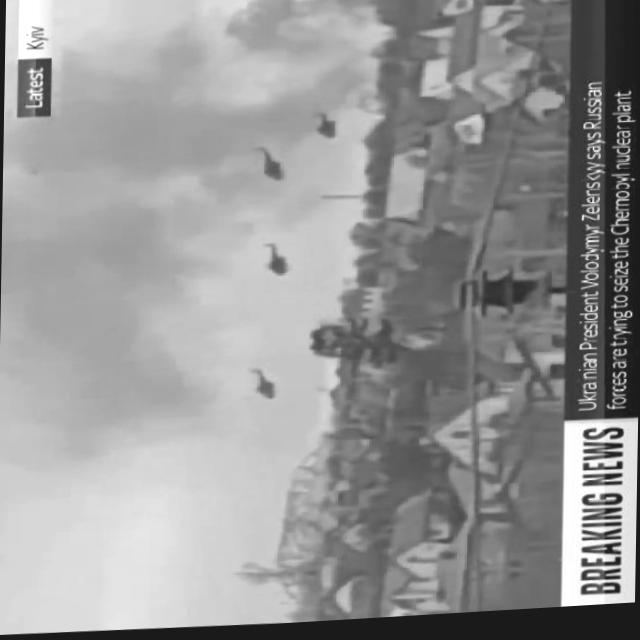 Latest Kyiv
BREAKING NEWS
Ukrainian President Volodymyr Zelenskyy says Russian
forces are trying to seize the Chernobyl nuclear plant